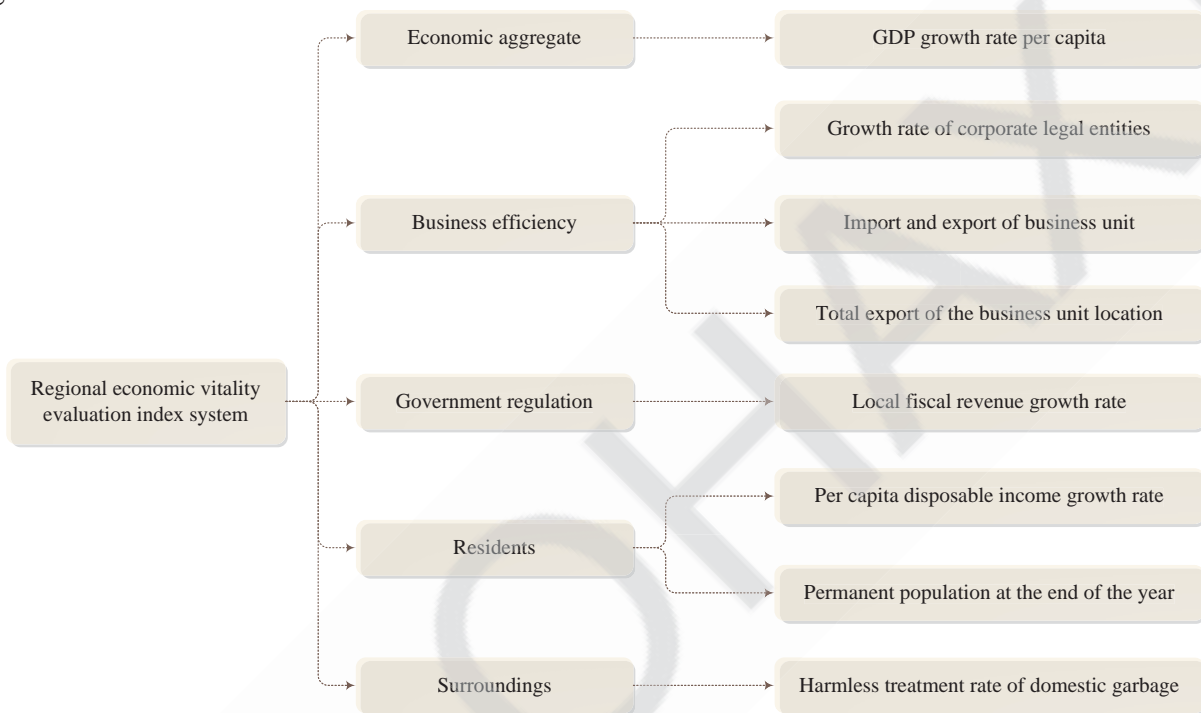 Economic aggregate
GDP growth rate per capita
Growth rate of corporate legal entities
Business efficiency
Import and export of business unit
Total export of the business unit location
Regional economic vitality
evaluation index system
Government regulation
Local fiscal revenue growth rate
Per capita disposable income growth rate
Residents
Permanent population at the end of the year
Surroundings
Harmless treatment rate of domestic garbage